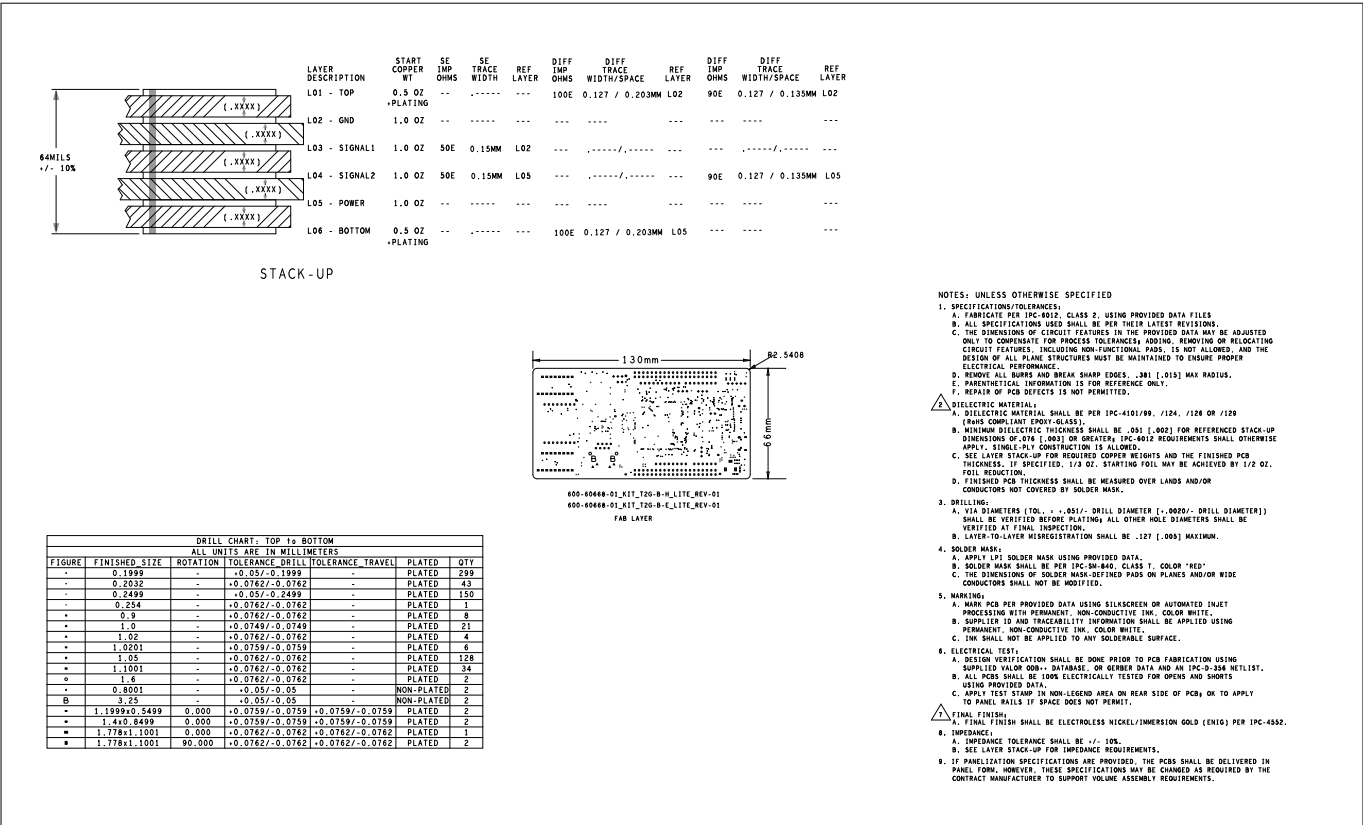 LAYER DESCRIPTION START COPPER WT SE IMP OHMS SE TRACE WIDTH REF LAYER DIFF IMP OHMS DIFF TRACE WIDTH/SPACE REF LAYER DIFF IMP OHMS DIFF TRACE WIDTH/SPACE REF LAYER
L01 - TOP 0.5 OZ +PLATING -- .----- --- 100E 0.127 / 0.203MM L02 90E 0.127 / 0.135MM L02
(.XXXX)
L02 - GND 1.0 OZ -- ----- --- --- ---- --- --- ---- ---
(.XXXX)
L03 - SIGNAL1 1.0 OZ 50E 0.15MM L02 --- .-----/.----- --- --- .-----/.----- ---
64MILS
+/- 10%
(.XXXX)
L04 - SIGNAL2 1.0 OZ 50E 0.15MM L05 --- .-----/.----- --- 90E 0.127 / 0.135MM L05
(.XXXX)
L05 - POWER 1.0 OZ -- ----- --- --- ---- --- --- ---- ---
(.XXXX)
L06 - BOTTOM 0.5 OZ +PLATING -- .----- --- 100E 0.127 / 0.203MM L05 --- ---- ---
STACK-UP
130mm
R2.5408
66mm
B B
600-60668-01_KIT_T2G-B-H_LITE_REV-01
600-60668-01_KIT_T2G-B-E_LITE_REV-01
FAB LAYER
DRILL CHART: TOP to BOTTOM
ALL UNITS ARE IN MILLIMETERS
FIGURE FINISHED_SIZE ROTATION TOLERANCE_DRILL TOLERANCE_TRAVEL PLATED QTY
0.1999 - +0.05/-0.1999 - PLATED 299
0.2032 - +0.0762/-0.0762 - PLATED 43
0.2499 - +0.05/-0.2499 - PLATED 150
0.254 - +0.0762/-0.0762 - PLATED 1
0.9 - +0.0762/-0.0762 - PLATED 8
1.0 - +0.0749/-0.0749 - PLATED 21
1.02 - +0.0762/-0.0762 - PLATED 4
1.0201 - +0.0759/-0.0759 - PLATED 6
1.05 - +0.0762/-0.0762 - PLATED 128
1.1001 - +0.0762/-0.0762 - PLATED 34
1.6 - +0.0762/-0.0762 - PLATED 2
0.8001 - +0.05/-0.05 - NON-PLATED 2
B 3.25 - +0.05/-0.05 - NON-PLATED 2
1.1999x0.5499 0.000 +0.0759/-0.0759 +0.0759/-0.0759 PLATED 2
1.4x0.8499 0.000 +0.0759/-0.0759 +0.0759/-0.0759 PLATED 2
1.778x1.1001 0.000 +0.0762/-0.0762 +0.0762/-0.0762 PLATED 1
1.778x1.1001 90.000 +0.0762/-0.0762 +0.0762/-0.0762 PLATED 2
NOTES: UNLESS OTHERWISE SPECIFIED
1. SPECIFICATIONS/TOLERANCES:
A. FABRICATE PER IPC-6012, CLASS 2, USING PROVIDED DATA FILES
B. ALL SPECIFICATIONS USED SHALL BE PER THEIR LATEST REVISIONS.
C. THE DIMENSIONS OF CIRCUIT FEATURES IN THE PROVIDED DATA MAY BE ADJUSTED
ONLY TO COMPENSATE FOR PROCESS TOLERANCES; ADDING, REMOVING OR RELOCATING
CIRCUIT FEATURES, INCLUDING NON-FUNCTIONAL PADS, IS NOT ALLOWED, AND THE
DESIGN OF ALL PLANE STRUCTURES MUST BE MAINTAINED TO ENSURE PROPER
ELECTRICAL PERFORMANCE.
D. REMOVE ALL BURRS AND BREAK SHARP EDGES, .381 [.015] MAX RADIUS.
E. PARENTHETICAL INFORMATION IS FOR REFERENCE ONLY.
F. REPAIR OF PCB DEFECTS IS NOT PERMITTED.
2 DIELECTRIC MATERIAL:
A. DIELECTRIC MATERIAL SHALL BE PER IPC-4101/99, /124, /126 OR /129
(RoHS COMPLIANT EPOXY-GLASS).
B. MINIMUM DIELECTRIC THICKNESS SHALL BE .051 [.002] FOR REFERENCED STACK-UP
DIMENSIONS OF.076 [.003] OR GREATER; IPC-6012 REQUIREMENTS SHALL OTHERWISE
APPLY. SINGLE-PLY CONSTRUCTION IS ALLOWED.
C. SEE LAYER STACK-UP FOR REQUIRED COPPER WEIGHTS AND THE FINISHED PCB
THICKNESS. IF SPECIFIED, 1/3 OZ. STARTING FOIL MAY BE ACHIEVED BY 1/2 OZ.
FOIL REDUCTION.
D. FINISHED PCB THICKNESS SHALL BE MEASURED OVER LANDS AND/OR
CONDUCTORS NOT COVERED BY SOLDER MASK.
3. DRILLING:
A. VIA DIAMETERS (TOL. = +.051/- DRILL DIAMETER [+.0020/- DRILL DIAMETER])
SHALL BE VERIFIED BEFORE PLATING; ALL OTHER HOLE DIAMETERS SHALL BE
VERIFIED AT FINAL INSPECTION.
B. LAYER-TO-LAYER MISREGISTRATION SHALL BE .127 [.005] MAXIMUM.
4. SOLDER MASK:
A. APPLY LPI SOLDER MASK USING PROVIDED DATA.
B. SOLDER MASK SHALL BE PER IPC-SM-840, CLASS T, COLOR "RED"
C. THE DIMENSIONS OF SOLDER MASK-DEFINED PADS ON PLANES AND/OR WIDE
CONDUCTORS SHALL NOT BE MODIFIED.
5. MARKING:
A. MARK PCB PER PROVIDED DATA USING SILKSCREEN OR AUTOMATED INJET
PROCESSING WITH PERMANENT, NON-CONDUCTIVE INK, COLOR WHITE.
B. SUPPLIER ID AND TRACEABILITY INFORMATION SHALL BE APPLIED USING
PERMANENT, NON-CONDUCTIVE INK, COLOR WHITE.
C. INK SHALL NOT BE APPLIED TO ANY SOLDERABLE SURFACE.
6. ELECTRICAL TEST:
A. DESIGN VERIFICATION SHALL BE DONE PRIOR TO PCB FABRICATION USING
SUPPLIED VALOR ODB++ DATABASE, OR GERBER DATA AND AN IPC-D-356 NETLIST.
B. ALL PCBS SHALL BE 100% ELECTRICALLY TESTED FOR OPENS AND SHORTS
USING PROVIDED DATA.
C. APPLY TEST STAMP IN NON-LEGEND AREA ON REAR SIDE OF PCB; OK TO APPLY
TO PANEL RAILS IF SPACE DOES NOT PERMIT.
7 FINAL FINISH:
A. FINAL FINISH SHALL BE ELECTROLESS NICKEL/IMMERSION GOLD (ENIG) PER IPC-4552.
8. IMPEDANCE:
A. IMPEDANCE TOLERANCE SHALL BE +/- 10%.
B. SEE LAYER STACK-UP FOR IMPEDANCE REQUIREMENTS.
9. IF PANELIZATION SPECIFICATIONS ARE PROVIDED, THE PCBS SHALL BE DELIVERED IN
PANEL FORM. HOWEVER, THESE SPECIFICATIONS MAY BE CHANGED AS REQUIRED BY THE
CONTRACT MANUFACTURER TO SUPPORT VOLUME ASSEMBLY REQUIREMENTS.